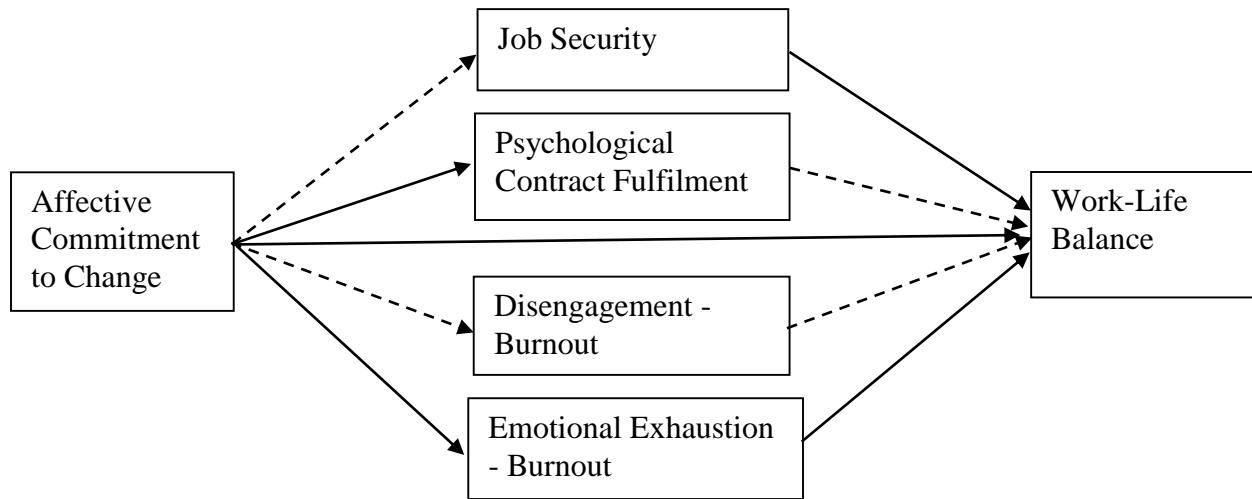 Job Security
Psychological
Contract Fulfilment
Affective
Commitment
to Change
Work-Life
Balance
Disengagement -
Burnout
Emotional Exhaustion
- Burnout